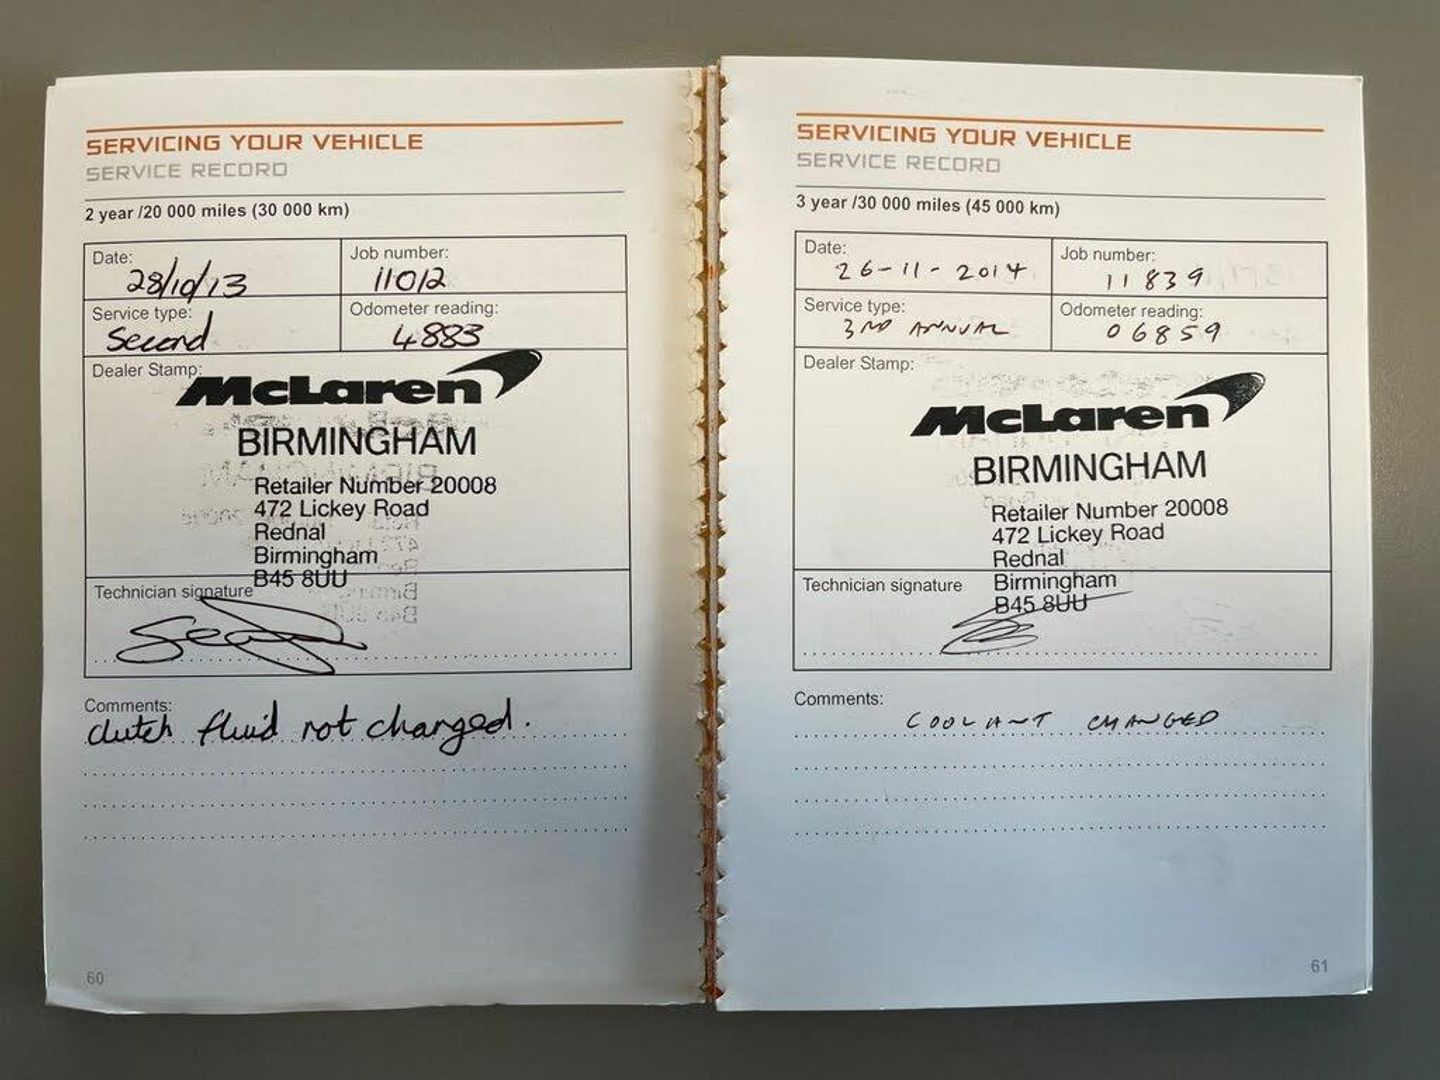 SERVICING YOUR VEHICLE
SERVICE RECORD
2 year /20 000 miles (30 000 km)
Date:
28/10/13
Job number:
11012
Service type:
Second
Odometer reading:
4883
Dealer Stamp:
McLaren
BIRMINGHAM
Retailer Number 20008
472 Lickey Road
Rednal
Birmingham
B45 8UU
Technician signature
Comments:
clutch fluid not changed.
60
SERVICING YOUR VEHICLE
SERVICE RECORD
3 year /30 000 miles (45 000 km)
Date:
26-11-2014
Job number:
11839
Service type:
3RD ANNUAL
Odometer reading:
06859
Dealer Stamp:
McLaren
BIRMINGHAM
Retailer Number 20008
472 Lickey Road
Rednal
Birmingham
B45 8UU
Technician signature
Comments:
COOLANT CHANGED
61